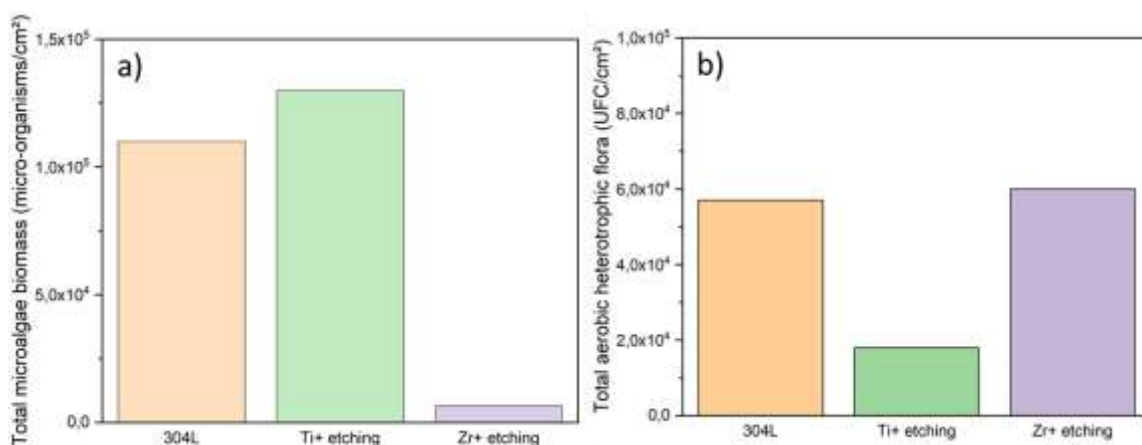 a)
Total microalgae biomass (micro-organisms/cm²)
1,5x10⁵
1,0x10⁵
5,0x10⁴
0,0
304L
Ti+ etching
Zr+ etching
b)
Total aerobic heterotrophic flora (UFC/cm²)
1,0x10⁵
8,0x10⁴
6,0x10⁴
4,0x10⁴
2,0x10⁴
0,0
304L
Ti+ etching
Zr+ etching